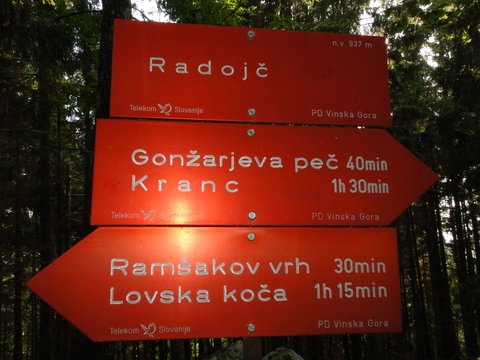 n.v. 937 m
Radojč
Telekom Slovenije PD Vinska Gora
Gonžarjeva peč 40min
Kranc 1h 30min
Telekom Slovenije PD Vinska Gora
Ramšakov vrh 30min
Lovska koča 1h 15min
Telekom Slovenije PD Vinska Gora